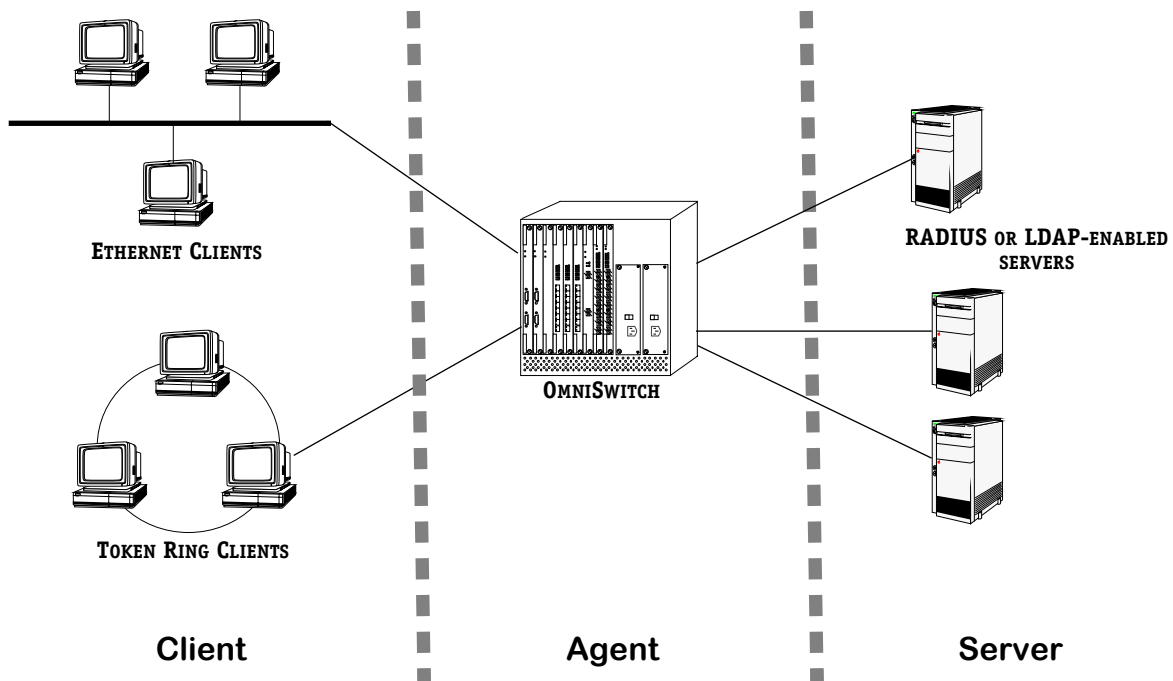 ETHERNET CLIENTS
RADIUS OR LDAP-ENABLED
SERVERS
OMNISWITCH
TOKEN RING CLIENTS
Client
Agent
Server